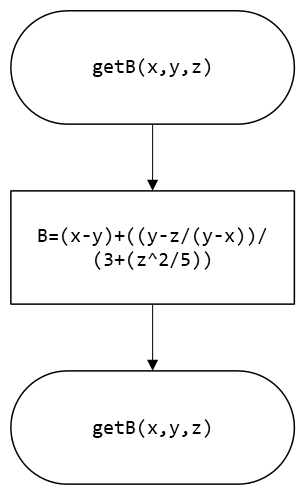 getB(x,y,z)
B=(x-y)+((y-z/(y-x))/
(3+(z^2/5))
getB(x,y,z)